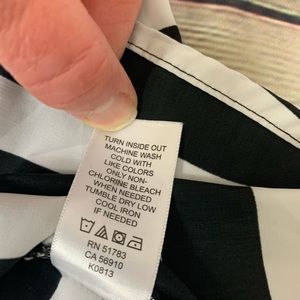 TURN INSIDE OUT
MACHINE WASH
COLD WITH
LIKE COLORS
ONLY NON-
CHLORINE BLEACH
WHEN NEEDED
TUMBLE DRY LOW
COOL IRON
IF NEEDED
RN 51783
CA 56910
K0813